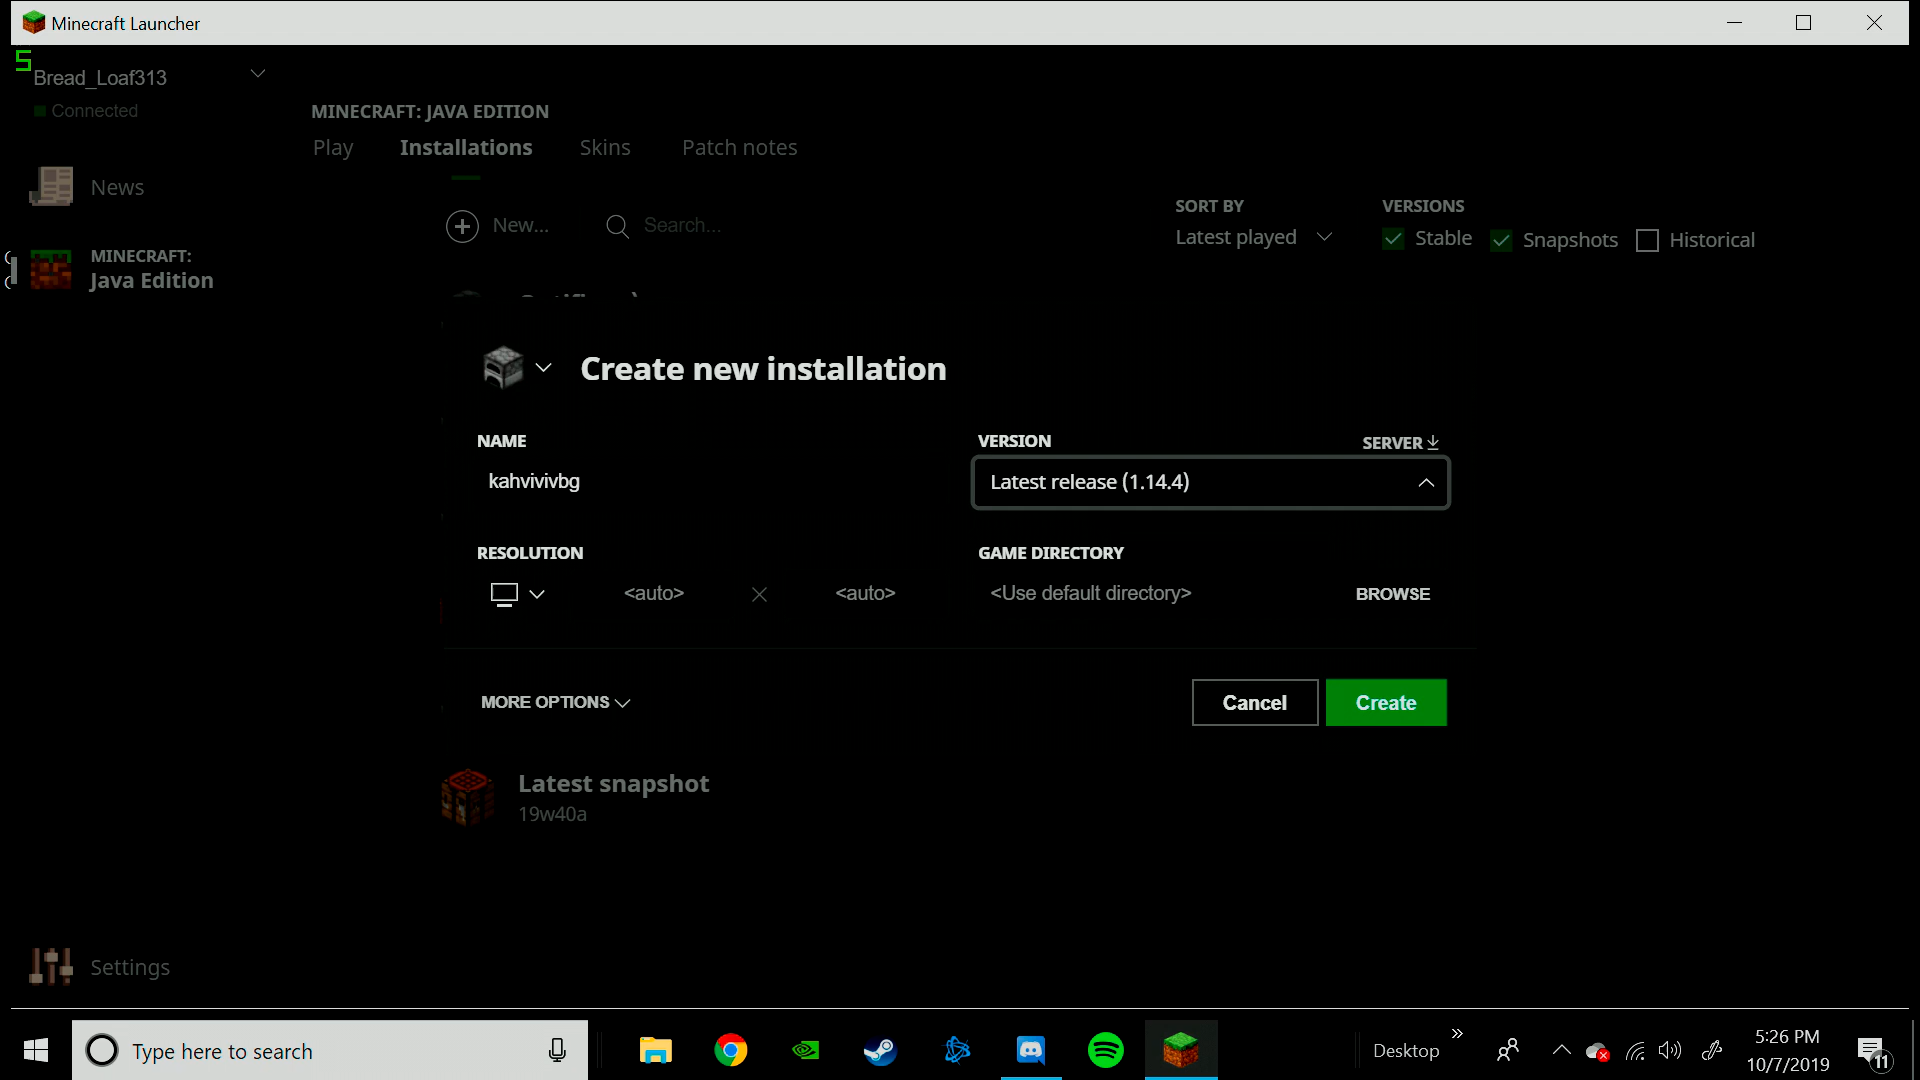 Minecraft Launcher
5
Bread_Loaf313
Connected
MINECRAFT: JAVA EDITION
Play Installations Skins Patch notes
News
SORT BY VERSIONS
New... Search...
Latest played Stable Snapshots Historical
MINECRAFT:
Java Edition
Create new installation
NAME VERSION SERVER
kahvivivbg Latest release (1.14.4)
RESOLUTION GAME DIRECTORY
<auto> <auto> <Use default directory> BROWSE
MORE OPTIONS Cancel Create
Latest snapshot
19w40a
Settings
Type here to search Desktop 5:26 PM
10/7/2019
11